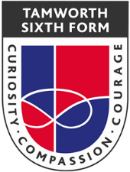 TAMWORTH
SIXTH FORM
CURIOSITY · COMPASSION · COURAGE